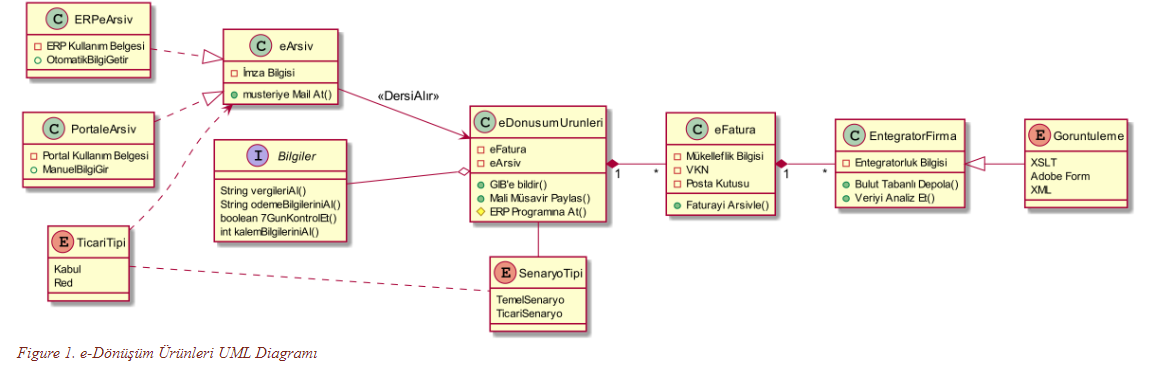 C ERPeArsiv
ERP Kullanım Belgesi
OtomatikBilgiGetir
C PortaleArsiv
Portal Kullanım Belgesi
ManuelBilgiGir
C eArsiv
İmza Bilgisi
musteriye Mail At()
«DersiAlır»
I Bilgiler
String vergileriAl()
String odemeBilgileriniAl()
boolean 7GunKontrolEt()
int kalemBilgileriniAl()
E TicariTipi
Kabul
Red
C eDonusumUrunleri
eFatura
eArsiv
GIB'e bildir()
Mali Müsavir Paylas()
ERP Programına At()
1
*
E SenaryoTipi
TemelSenaryo
TicariSenaryo
C eFatura
Mükelleflik Bilgisi
VKN
Posta Kutusu
Faturayi Arsivle()
1
*
C EntegratorFirma
Entegratorluk Bilgisi
Bulut Tabanlı Depola()
Veriyi Analiz Et()
E Goruntuleme
XSLT
Adobe Form
XML
Figure 1. e-Dönüşüm Ürünleri UML Diagramı